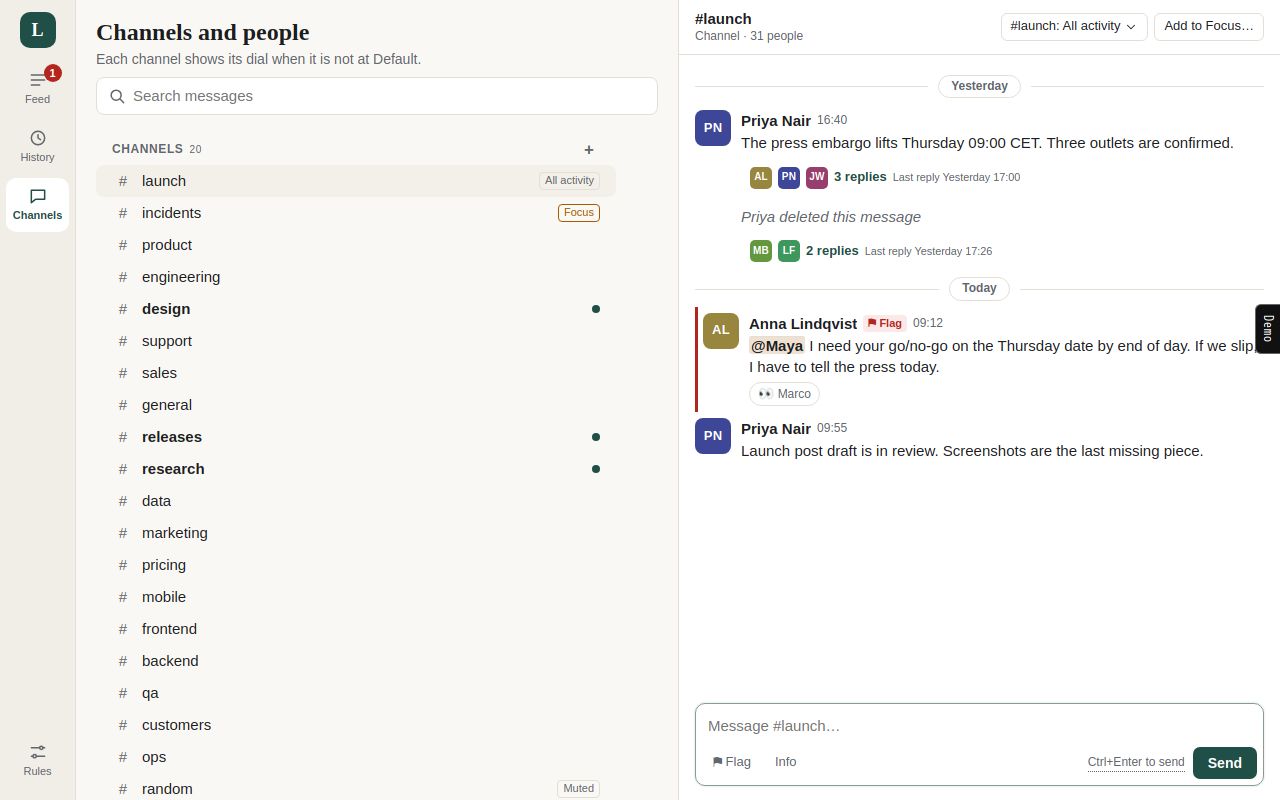 L
1
Feed
History
Channels
Rules
Channels and people
Each channel shows its dial when it is not at Default.
Search messages
CHANNELS 20 +
# launch All activity
# incidents Focus
# product
# engineering
# design
# support
# sales
# general
# releases
# research
# data
# marketing
# pricing
# mobile
# frontend
# backend
# qa
# customers
# ops
# random Muted
#launch
Channel · 31 people
#launch: All activity
Add to Focus…
Yesterday
PN
Priya Nair 16:40
The press embargo lifts Thursday 09:00 CET. Three outlets are confirmed.
AL PN JW 3 replies Last reply Yesterday 17:00
Priya deleted this message
MB LF 2 replies Last reply Yesterday 17:26
Today
AL
Anna Lindqvist Flag 09:12
@Maya I need your go/no-go on the Thursday date by end of day. If we slip,
I have to tell the press today.
👀 Marco
PN
Priya Nair 09:55
Launch post draft is in review. Screenshots are the last missing piece.
Demo
Message #launch…
Flag Info Ctrl+Enter to send Send